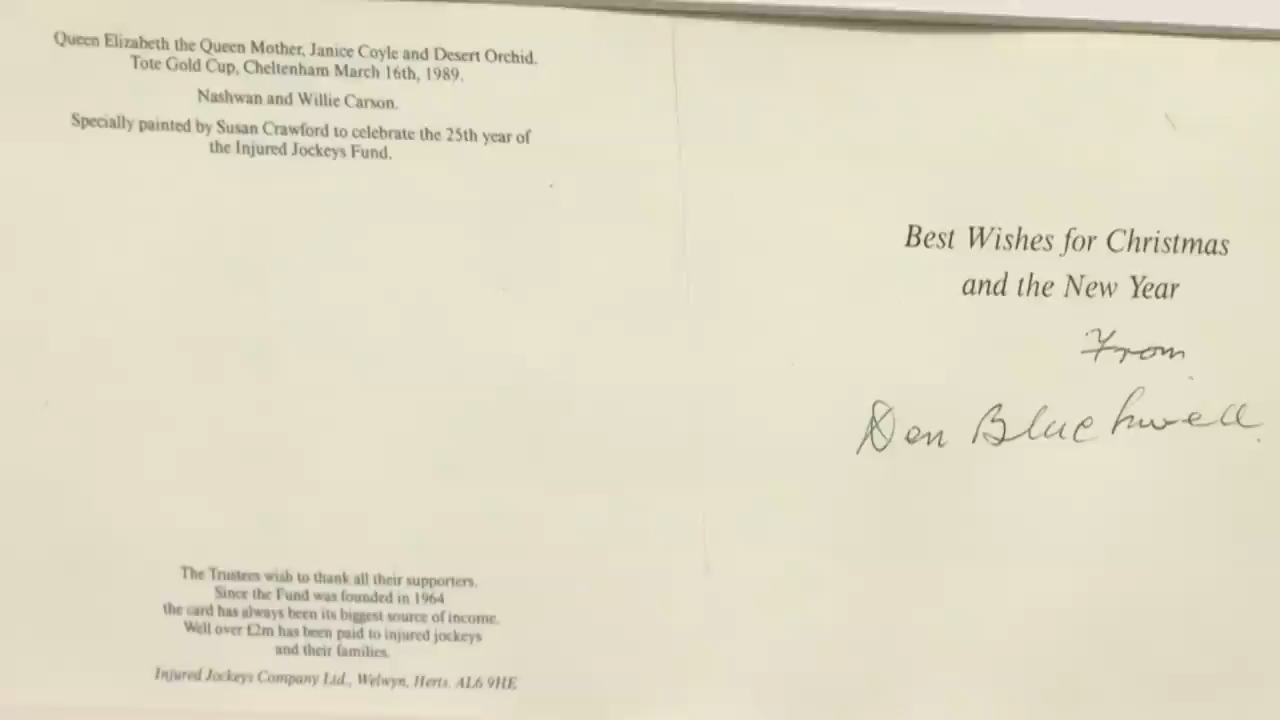 Queen Elizabeth the Queen Mother, Janice Coyle and Desert Orchid.
Tote Gold Cup, Cheltenham March 16th, 1989.
Nashwan and Willie Carson.
Specially painted by Susan Crawford to celebrate the 25th year of
the Injured Jockeys Fund.
The Trustees wish to thank all their supporters.
Since the Fund was founded in 1964
the card has always been its biggest source of income.
Well over £2m has been paid to injured jockeys
and their families.
Injured Jockeys Company Ltd., Welwyn, Herts. AL6 9HE
Best Wishes for Christmas
and the New Year
From
Den Bluehwell.